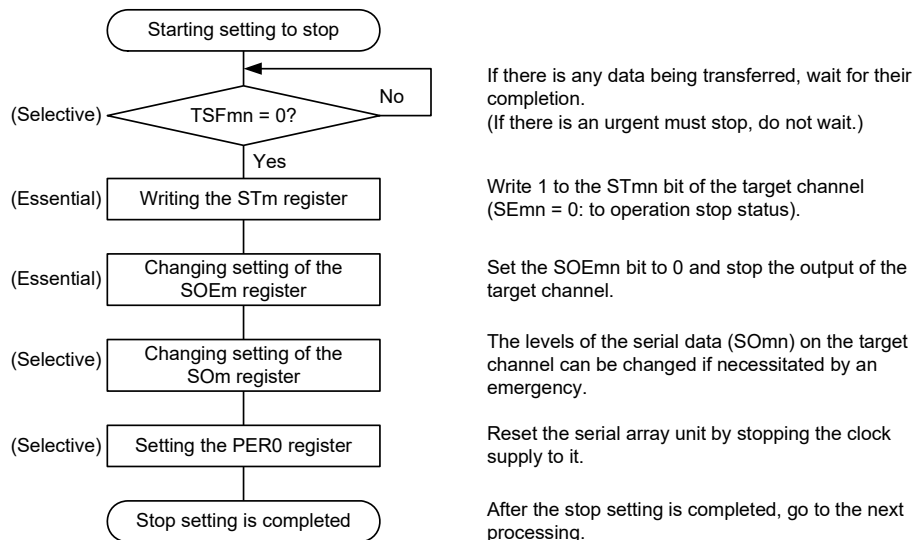 Starting setting to stop
If there is any data being transferred, wait for their
completion.
(If there is an urgent must stop, do not wait.)
No
(Selective)
TSFmn = 0?
Yes
(Essential)
Writing the STm register
Write 1 to the STmn bit of the target channel
(SEmn = 0: to operation stop status).
(Essential)
Changing setting of the
SOEm register
Set the SOEmn bit to 0 and stop the output of the
target channel.
(Selective)
Changing setting of the
SOm register
The levels of the serial data (SOmn) on the target
channel can be changed if necessitated by an
emergency.
(Selective)
Setting the PER0 register
Reset the serial array unit by stopping the clock
supply to it.
Stop setting is completed
After the stop setting is completed, go to the next
processing.